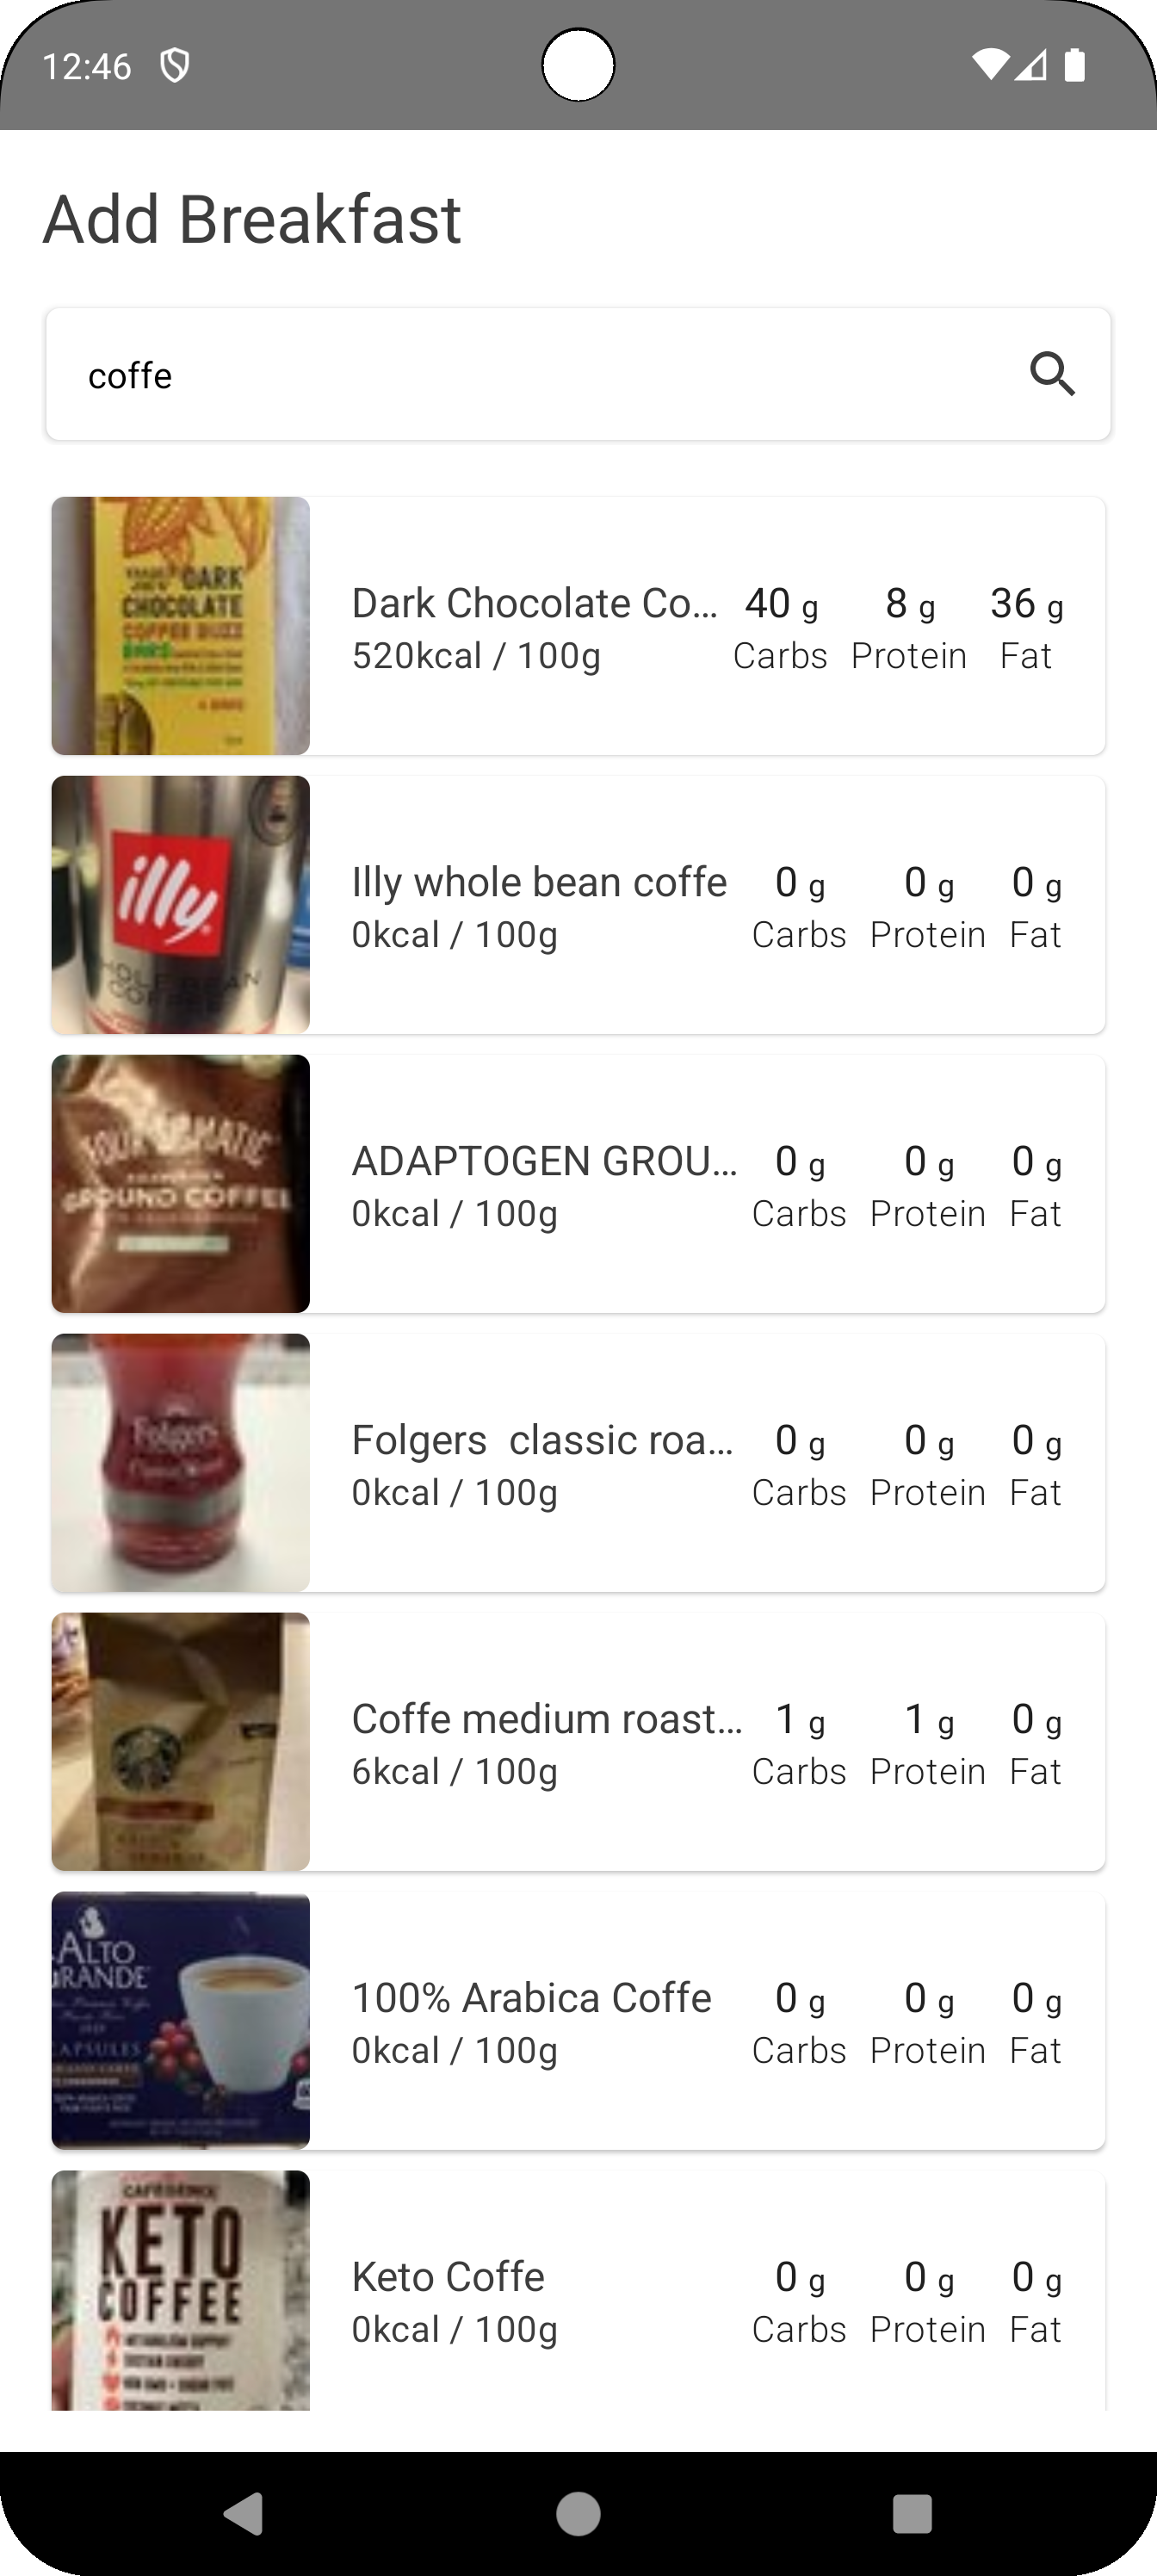 12:46
Add Breakfast
coffe
DARK
CHOCOLATE
COFFEE BUZZ
BARS
Dark Chocolate Co... 40 g 8 g 36 g
520kcal / 100g Carbs Protein Fat
illy
Illy whole bean coffe 0 g 0 g 0 g
0kcal / 100g Carbs Protein Fat
GROUND COFFEE
ADAPTOGEN GROU... 0 g 0 g 0 g
0kcal / 100g Carbs Protein Fat
Folgers
Folgers  classic roa... 0 g 0 g 0 g
0kcal / 100g Carbs Protein Fat
Coffe medium roast... 1 g 1 g 0 g
6kcal / 100g Carbs Protein Fat
ALTO
GRANDE
CAPSULES
100% Arabica Coffe 0 g 0 g 0 g
0kcal / 100g Carbs Protein Fat
KETO
COFFEE
Keto Coffe 0 g 0 g 0 g
0kcal / 100g Carbs Protein Fat